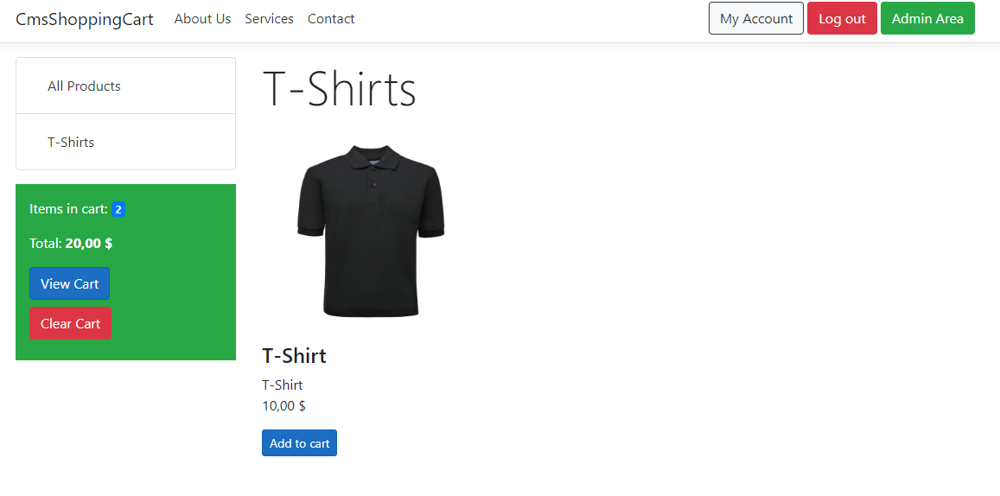 CmsShoppingCart About Us Services Contact My Account Log out Admin Area
All Products
T-Shirts
Items in cart: 2
Total: 20,00 $
View Cart
Clear Cart
T-Shirts
T-Shirt
T-Shirt
10,00 $
Add to cart